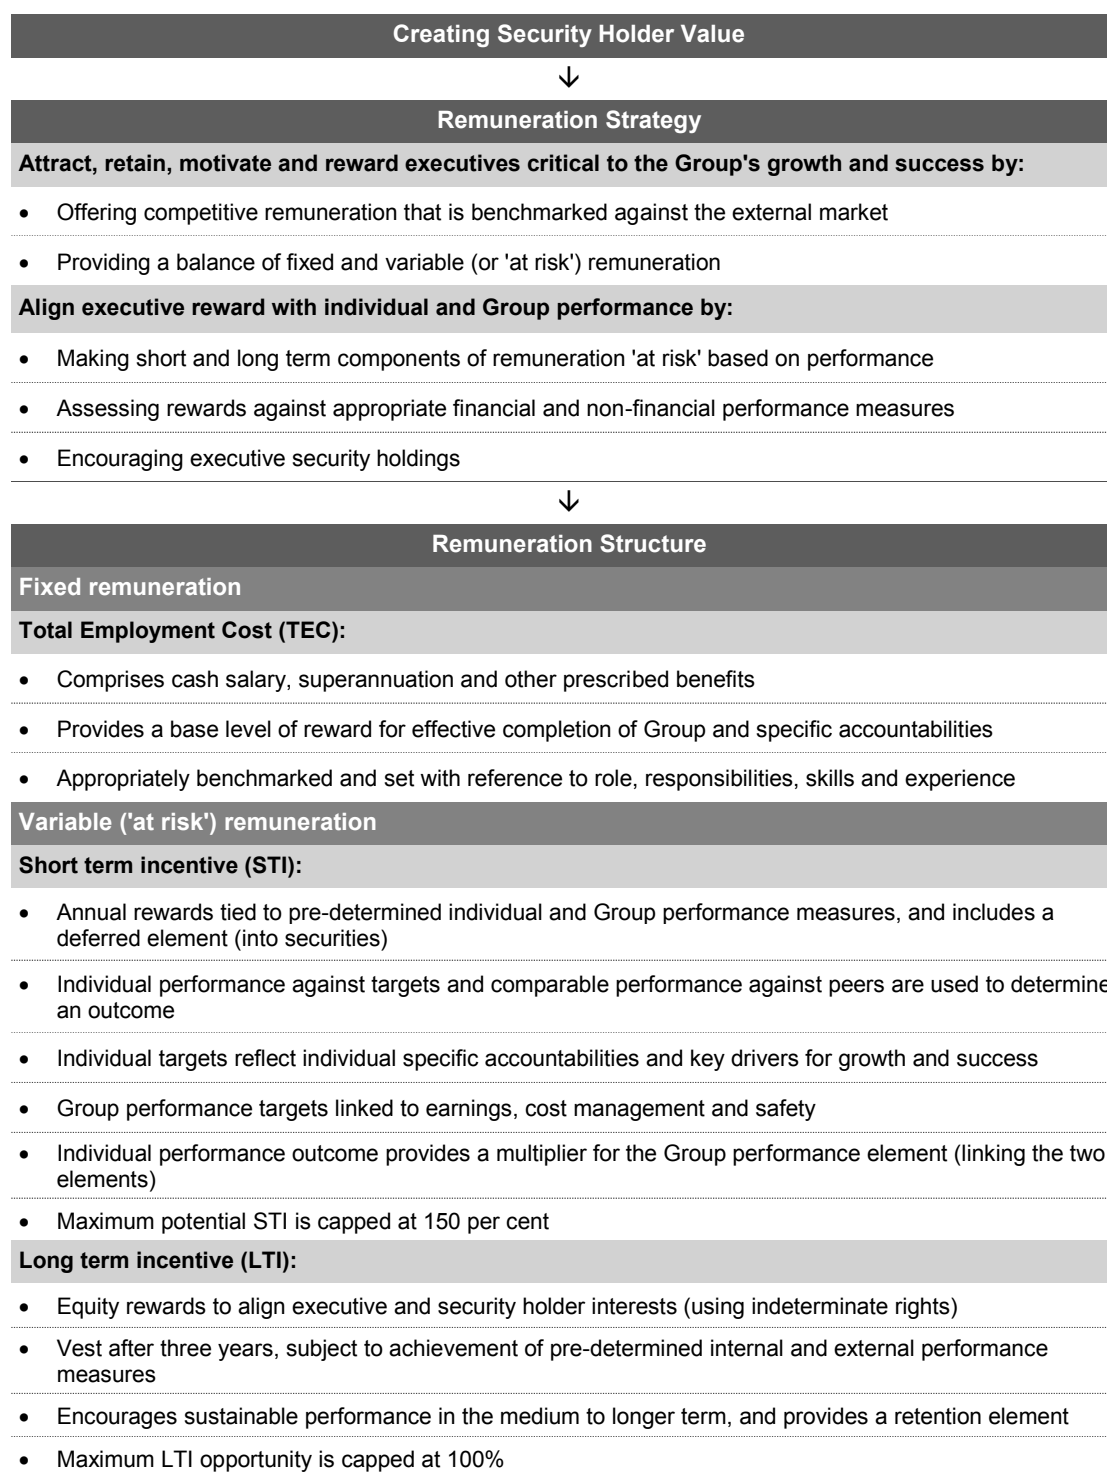 Creating Security Holder Value
↓
Remuneration Strategy
Attract, retain, motivate and reward executives critical to the Group's growth and success by:
• Offering competitive remuneration that is benchmarked against the external market
• Providing a balance of fixed and variable (or 'at risk') remuneration
Align executive reward with individual and Group performance by:
• Making short and long term components of remuneration 'at risk' based on performance
• Assessing rewards against appropriate financial and non-financial performance measures
• Encouraging executive security holdings
↓
Remuneration Structure
Fixed remuneration
Total Employment Cost (TEC):
• Comprises cash salary, superannuation and other prescribed benefits
• Provides a base level of reward for effective completion of Group and specific accountabilities
• Appropriately benchmarked and set with reference to role, responsibilities, skills and experience
Variable ('at risk') remuneration
Short term incentive (STI):
• Annual rewards tied to pre-determined individual and Group performance measures, and includes a
deferred element (into securities)
• Individual performance against targets and comparable performance against peers are used to determine
an outcome
• Individual targets reflect individual specific accountabilities and key drivers for growth and success
• Group performance targets linked to earnings, cost management and safety
• Individual performance outcome provides a multiplier for the Group performance element (linking the two
elements)
• Maximum potential STI is capped at 150 per cent
Long term incentive (LTI):
• Equity rewards to align executive and security holder interests (using indeterminate rights)
• Vest after three years, subject to achievement of pre-determined internal and external performance
measures
• Encourages sustainable performance in the medium to longer term, and provides a retention element
• Maximum LTI opportunity is capped at 100%